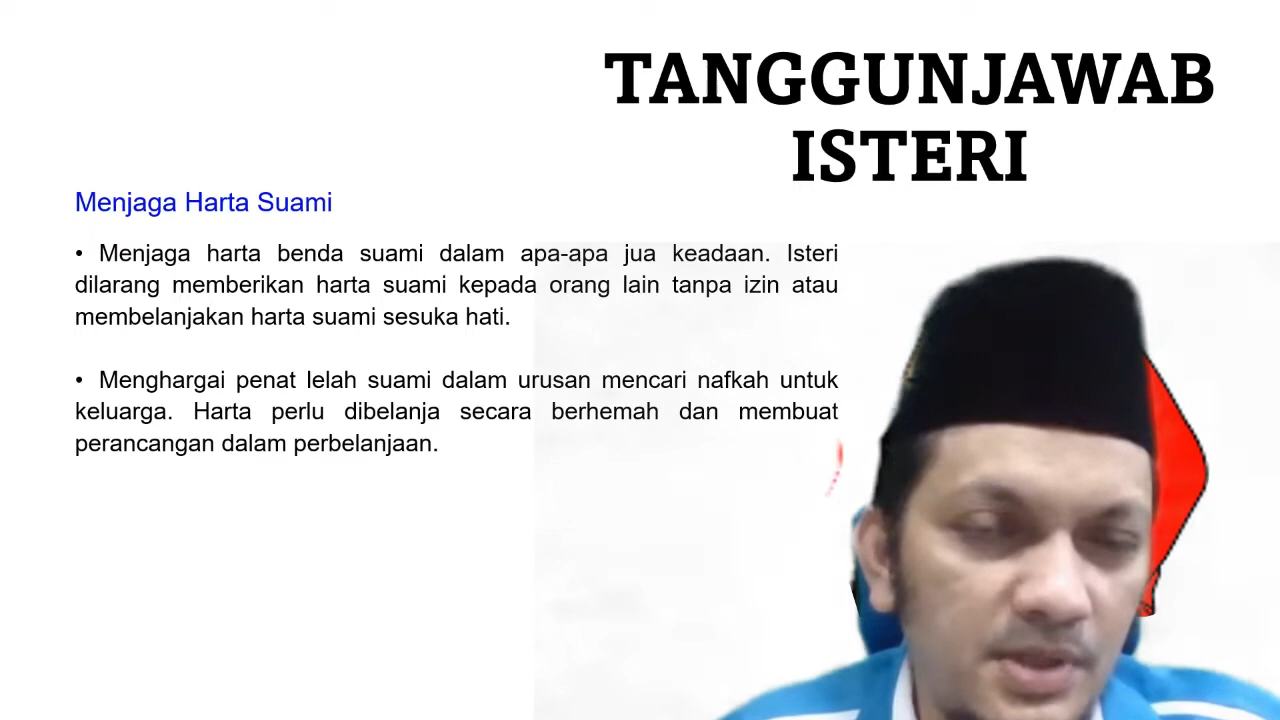 TANGGUNJAWAB
ISTERI
Menjaga Harta Suami
• Menjaga harta benda suami dalam apa-apa jua keadaan. Isteri
dilarang memberikan harta suami kepada orang lain tanpa izin atau
membelanjakan harta suami sesuka hati.
• Menghargai penat lelah suami dalam urusan mencari nafkah untuk
keluarga. Harta perlu dibelanja secara berhemah dan membuat
perancangan dalam perbelanjaan.